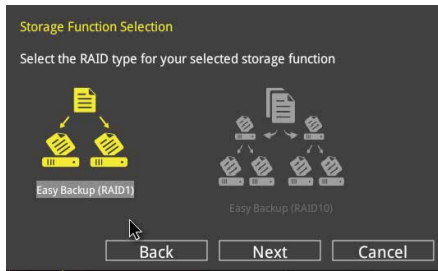 Storage Function Selection
Select the RAID type for your selected storage function
Easy Backup (RAID1)
Easy Backup (RAID10)
Back
Next
Cancel